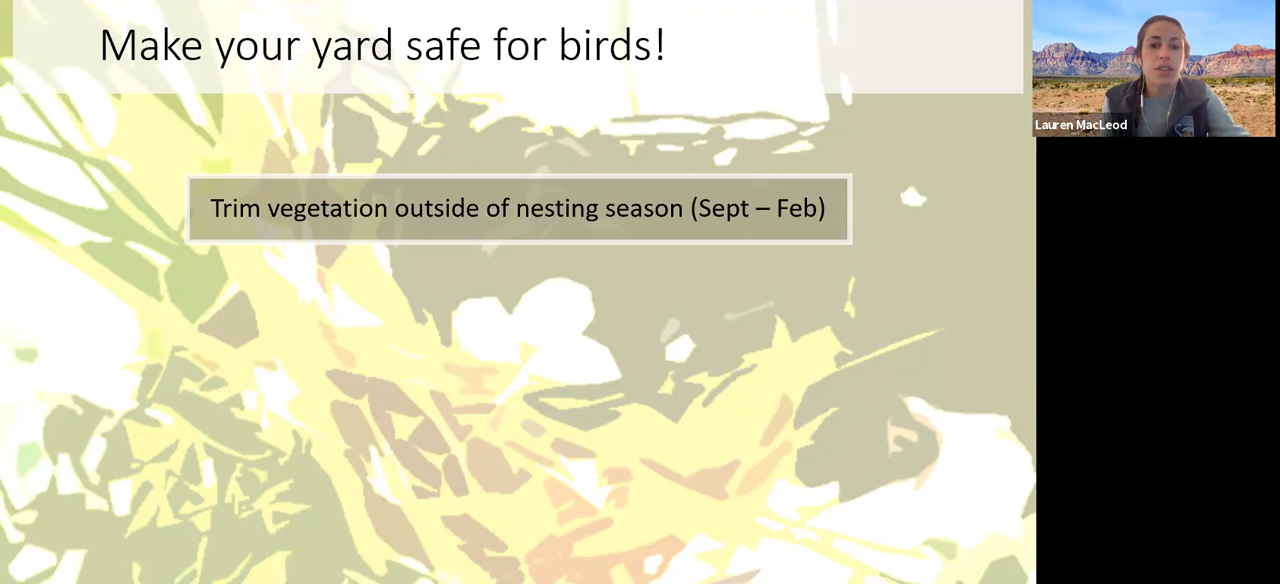 Make your yard safe for birds!
Lauren MacLeod
Trim vegetation outside of nesting season (Sept – Feb)